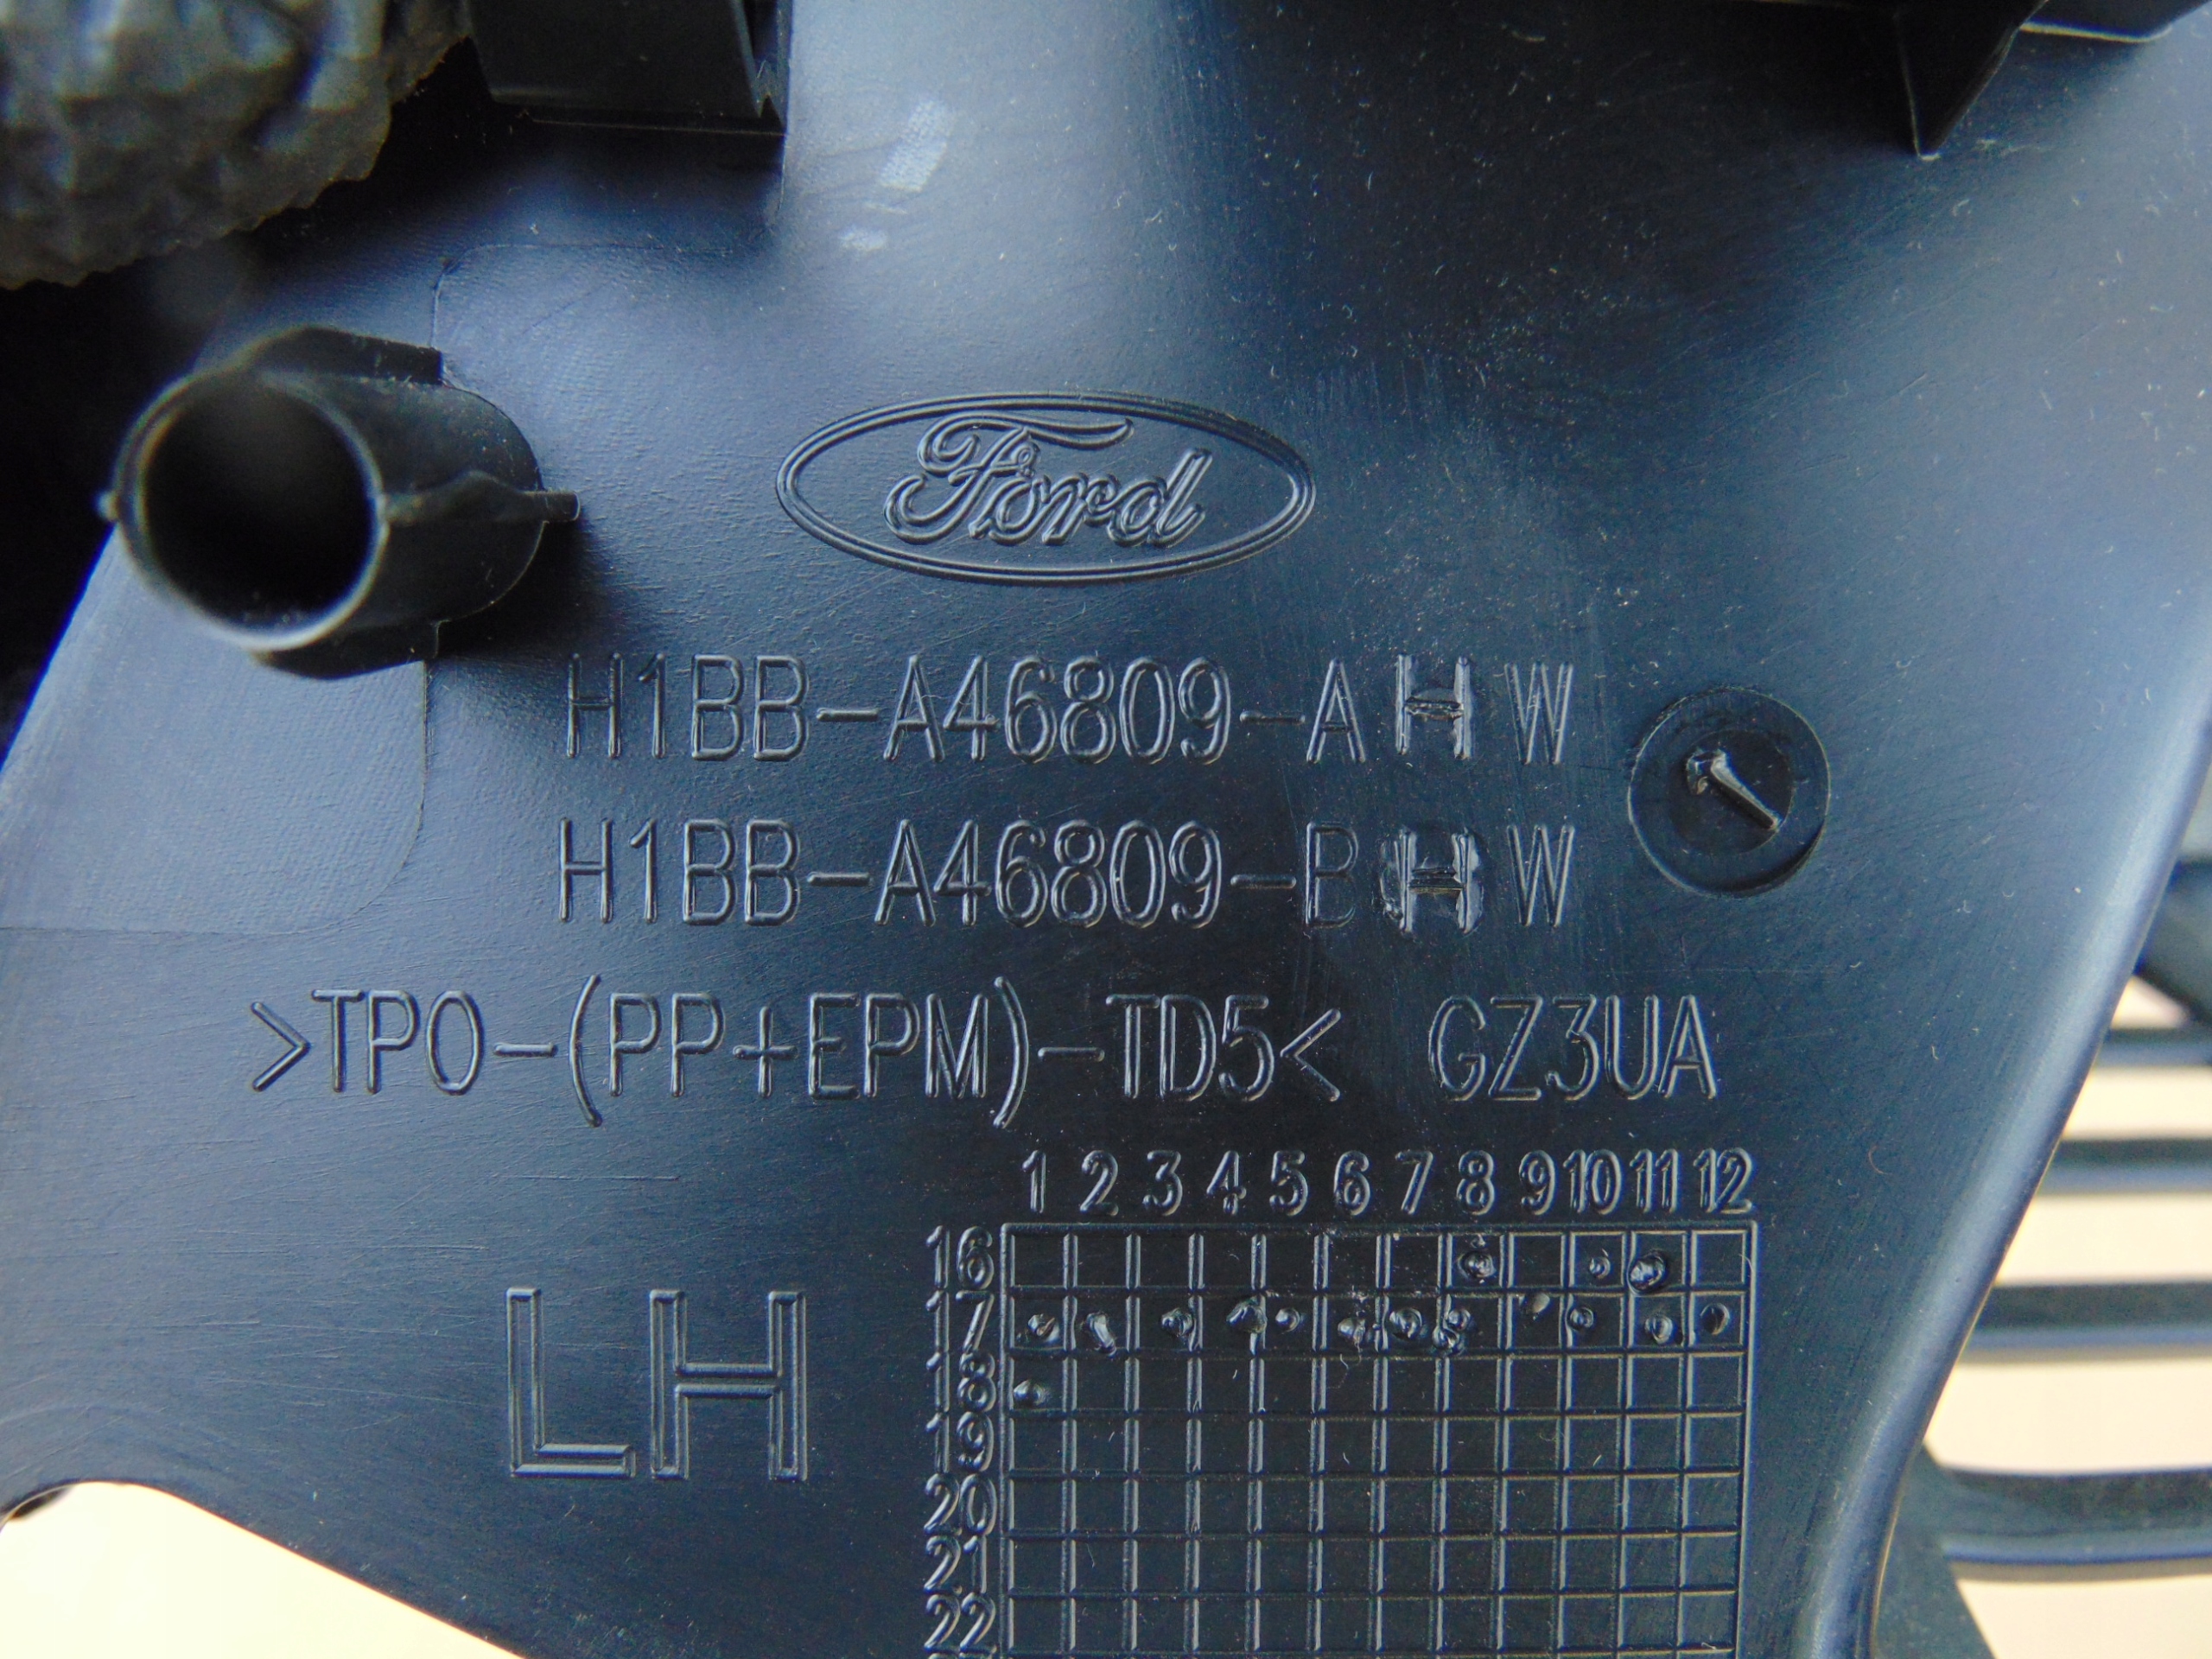 Ford
H1BB-A46809-AHW
H1BB-A46809-BHW
>TPO-(PP+EPM)-TD5< GZ3UA
1 2 3 4 5 6 7 8 9 10 11 12
16
17
18
19
20
21
22
LH